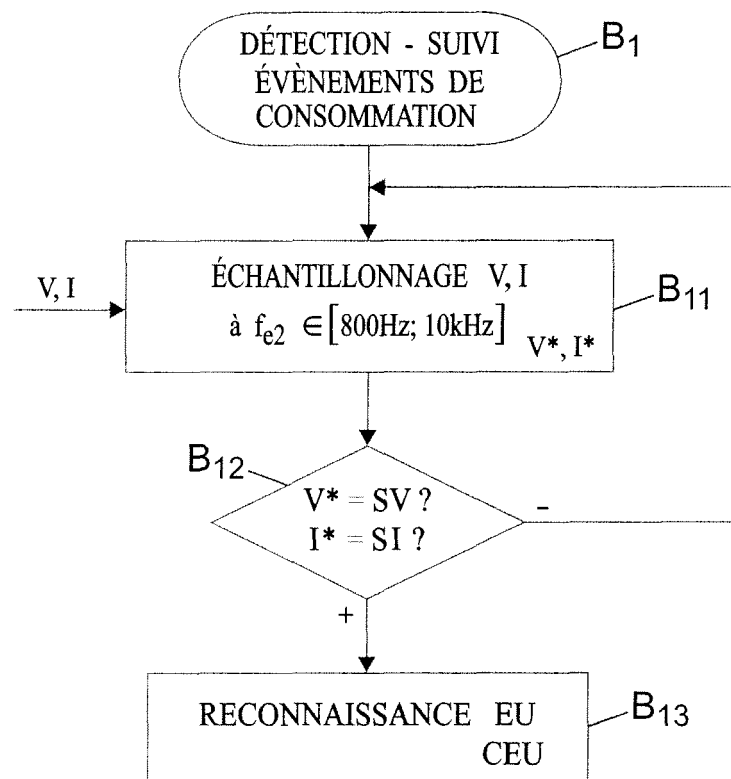 DÉTECTION - SUIVI
ÉVÈNEMENTS DE
CONSOMMATION
B1
ÉCHANTILLONNAGE V, I
à fe2 ∈ [800Hz; 10kHz]
V*, I*
V, I
B11
B12
V* = SV ?
I* = SI ?
-
+
RECONNAISSANCE EU
CEU
B13